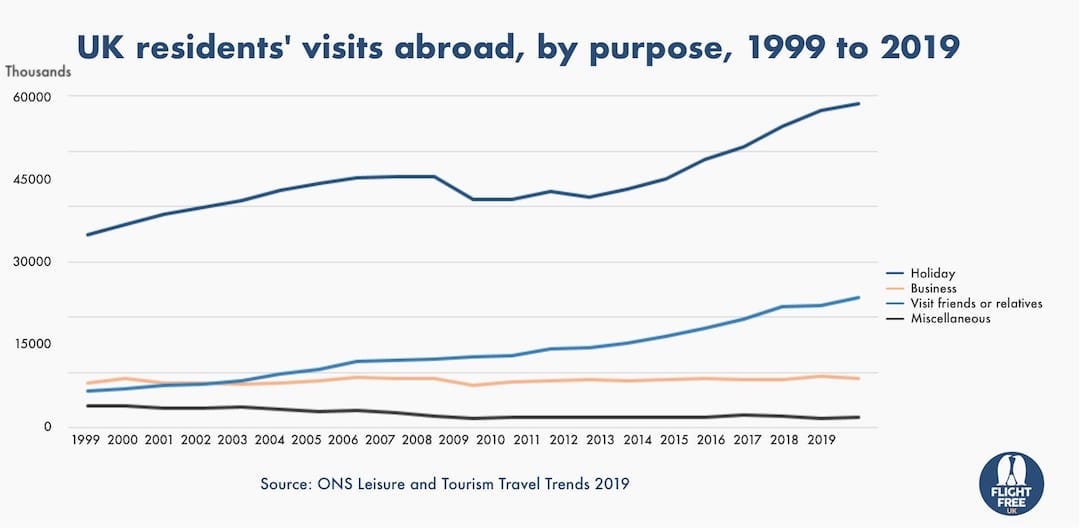 UK residents' visits abroad, by purpose, 1999 to 2019
Thousands
60000
45000
30000
15000
0
1999 2000 2001 2002 2003 2004 2005 2006 2007 2008 2009 2010 2011 2012 2013 2014 2015 2016 2017 2018 2019
Holiday
Business
Visit friends or relatives
Miscellaneous
Source: ONS Leisure and Tourism Travel Trends 2019
FLIGHT
FREE
UK